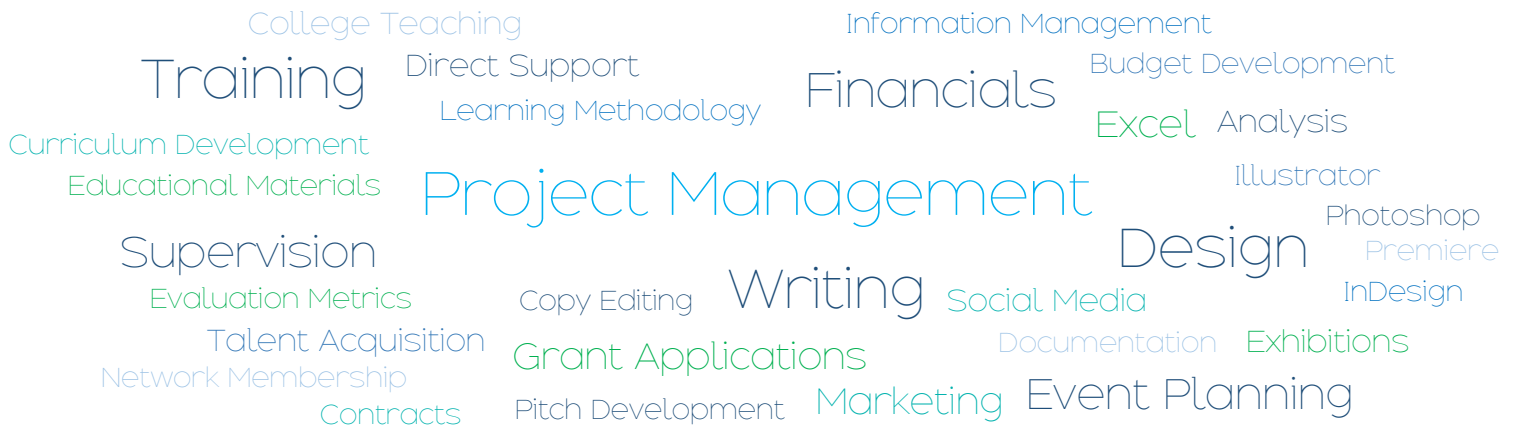 College Teaching
Information Management
Training
Direct Support
Financials
Budget Development
Learning Methodology
Excel
Analysis
Curriculum Development
Educational Materials
Project Management
Illustrator
Photoshop
Supervision
Design
Premiere
Evaluation Metrics
Copy Editing
Writing
Social Media
InDesign
Talent Acquisition
Grant Applications
Documentation
Exhibitions
Network Membership
Contracts
Pitch Development
Marketing
Event Planning